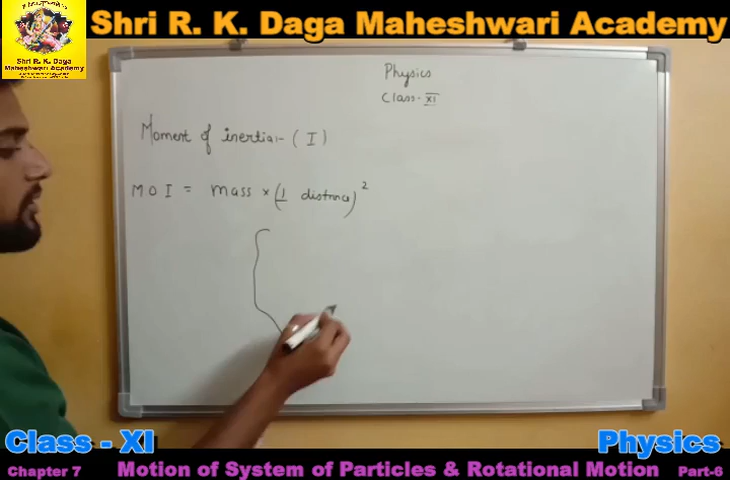 Shri R. K. Daga Maheshwari Academy
Shri R. K. Daga
Maheshwari Academy
Physics
Class - XI
Moment of inertia:- ( I )
M O I = mass × (⊥ distance)²
Class - XI
Physics
Chapter 7 Motion of System of Particles & Rotational Motion Part-6